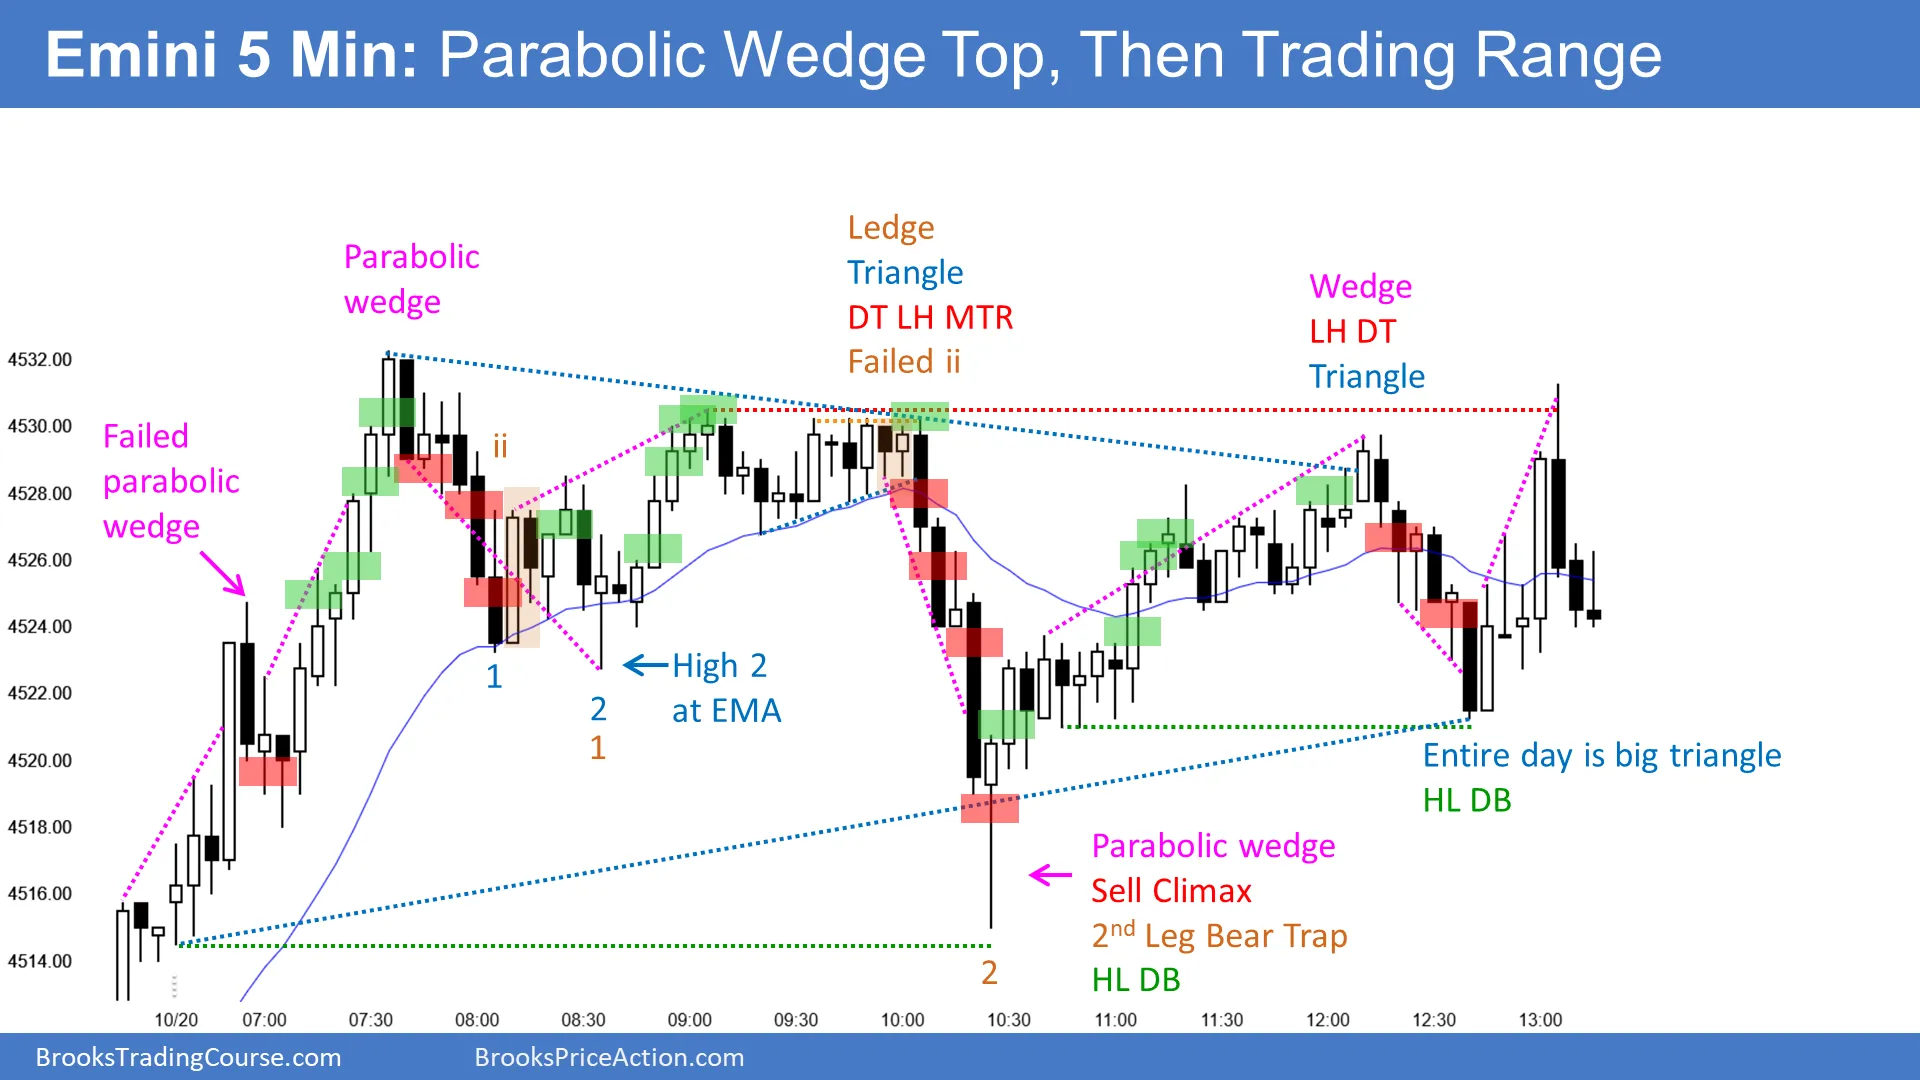 Emini 5 Min: Parabolic Wedge Top, Then Trading Range
Ledge
Triangle
DT LH MTR
Failed ii
Parabolic
wedge
Wedge
LH DT
Triangle
Failed
parabolic
wedge
ii
4532.00
4530.00
4528.00
4526.00
4524.00
4522.00
4520.00
4518.00
4516.00
4514.00
1
2
1
High 2
at EMA
Entire day is big triangle
HL DB
Parabolic wedge
Sell Climax
2nd Leg Bear Trap
HL DB
2
10/20 07:00 07:30 08:00 08:30 09:00 09:30 10:00 10:30 11:00 11:30 12:00 12:30 13:00
BrooksTradingCourse.com BrooksPriceAction.com